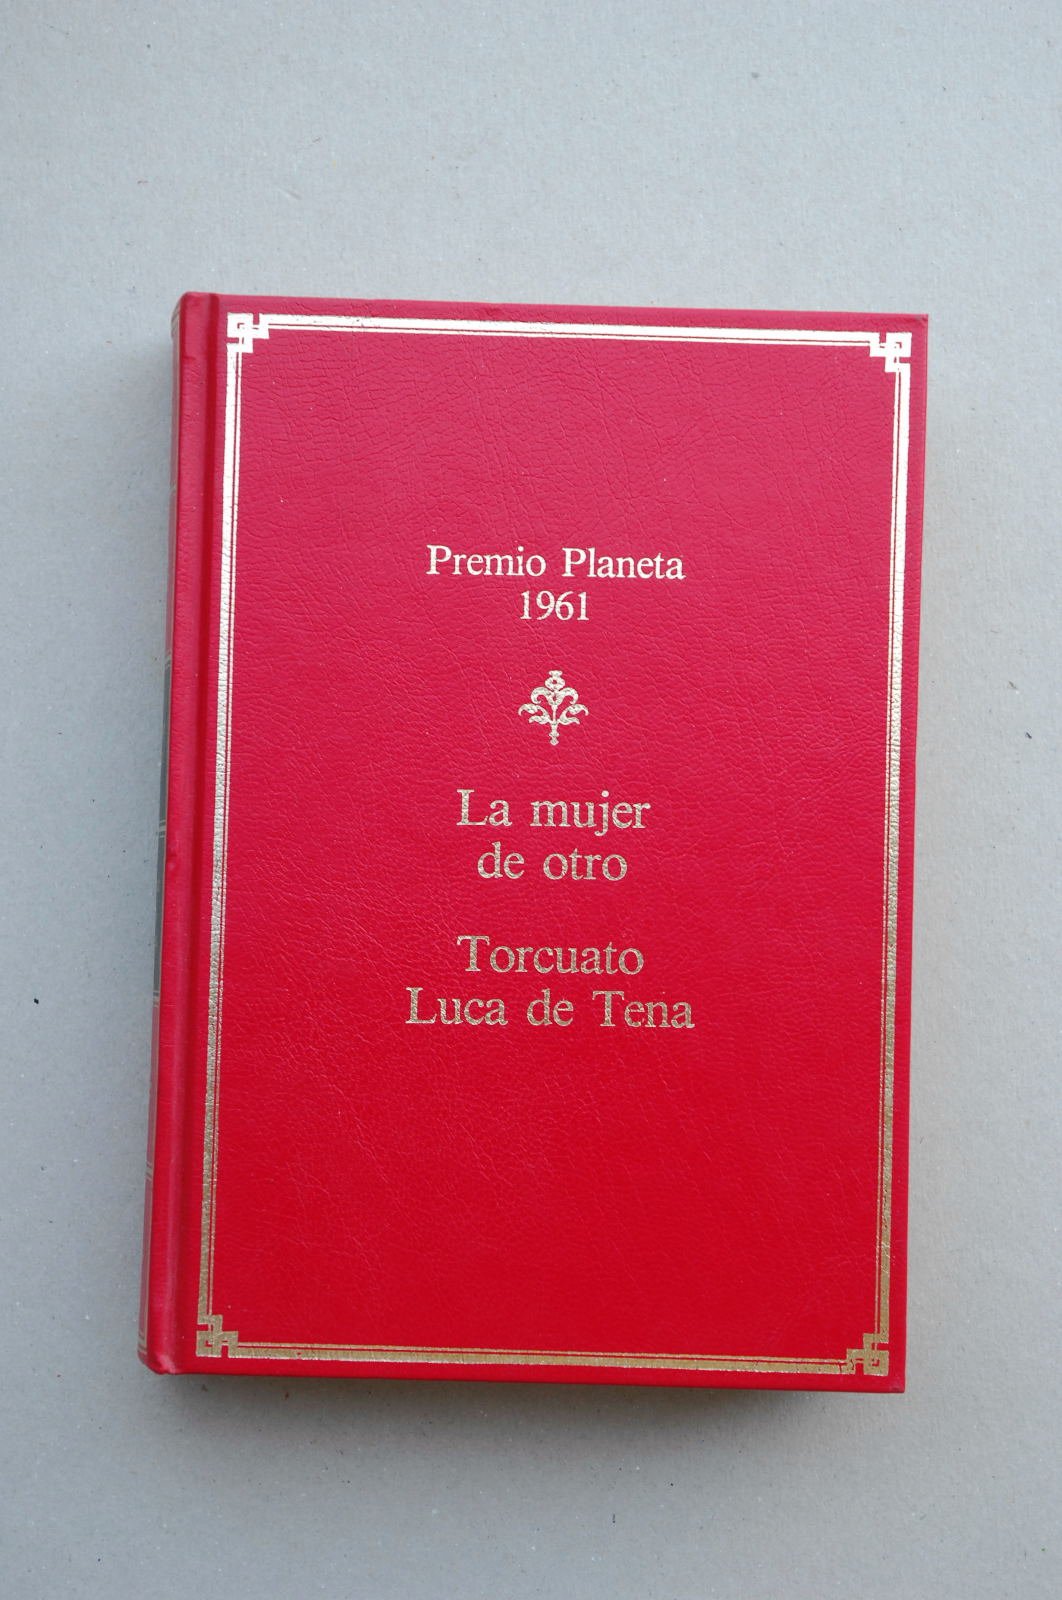 Premio Planeta
1961
La mujer
de otro
Torcuato
Luca de Tena